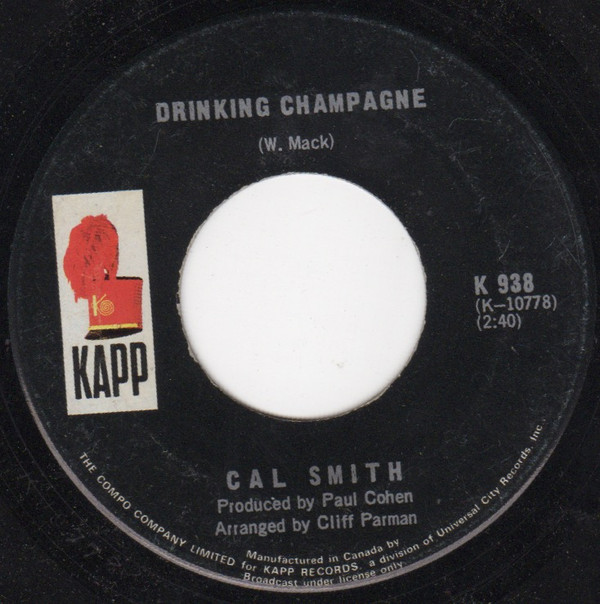 DRINKING CHAMPAGNE
(W. Mack)
K
KAPP
K 938
(K-10778)
(2:40)
CAL SMITH
Produced by Paul Cohen
Arranged by Cliff Parman
Manufactured in Canada by
THE COMPO COMPANY LIMITED for KAPP RECORDS, a division of Universal City Records, Inc.
Broadcast under license only.